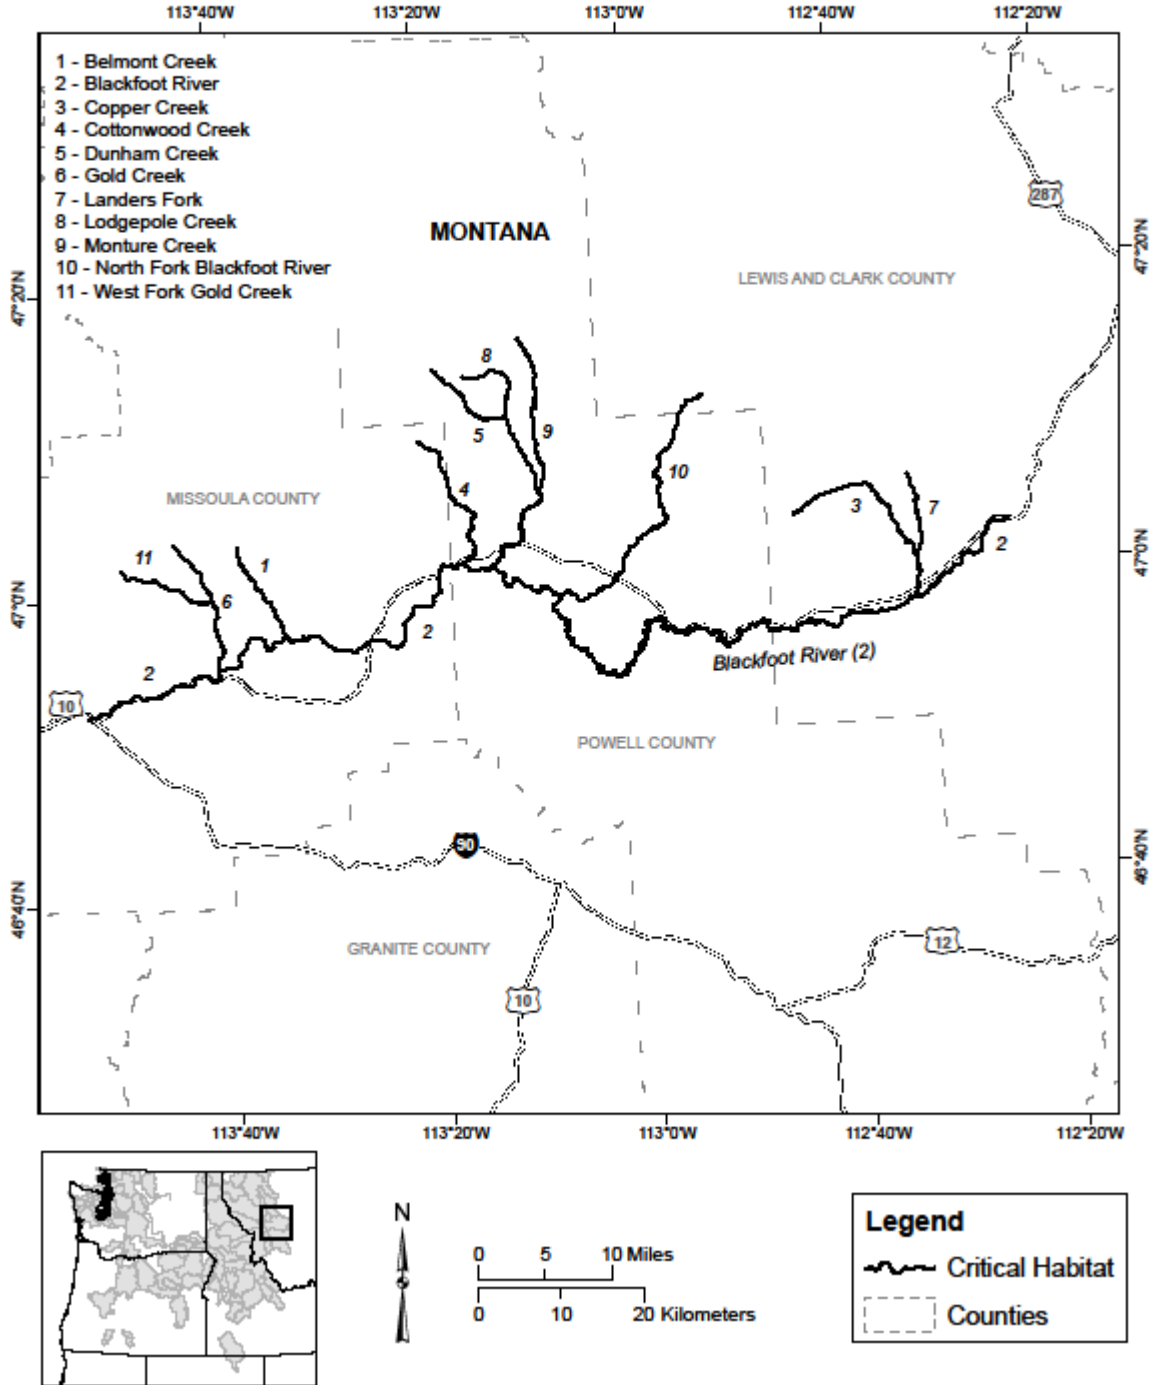 113°40'W 113°20'W 113°0'W 112°40'W 112°20'W
1 - Belmont Creek
2 - Blackfoot River
3 - Copper Creek
4 - Cottonwood Creek
5 - Dunham Creek
6 - Gold Creek
7 - Landers Fork
8 - Lodgepole Creek
9 - Monture Creek
10 - North Fork Blackfoot River
11 - West Fork Gold Creek
287
MONTANA
47°20'N
LEWIS AND CLARK COUNTY
47°20'N
8
5
9
10
4
MISSOULA COUNTY
3
7
2
47°0'N
11
1
6
47°0'N
2
Blackfoot River (2)
2
10
POWELL COUNTY
90
46°40'N
46°40'N
GRANITE COUNTY
12
10
113°40'W 113°20'W 113°0'W 112°40'W 112°20'W
N
0 5 10 Miles
0 10 20 Kilometers
Legend
Critical Habitat
Counties